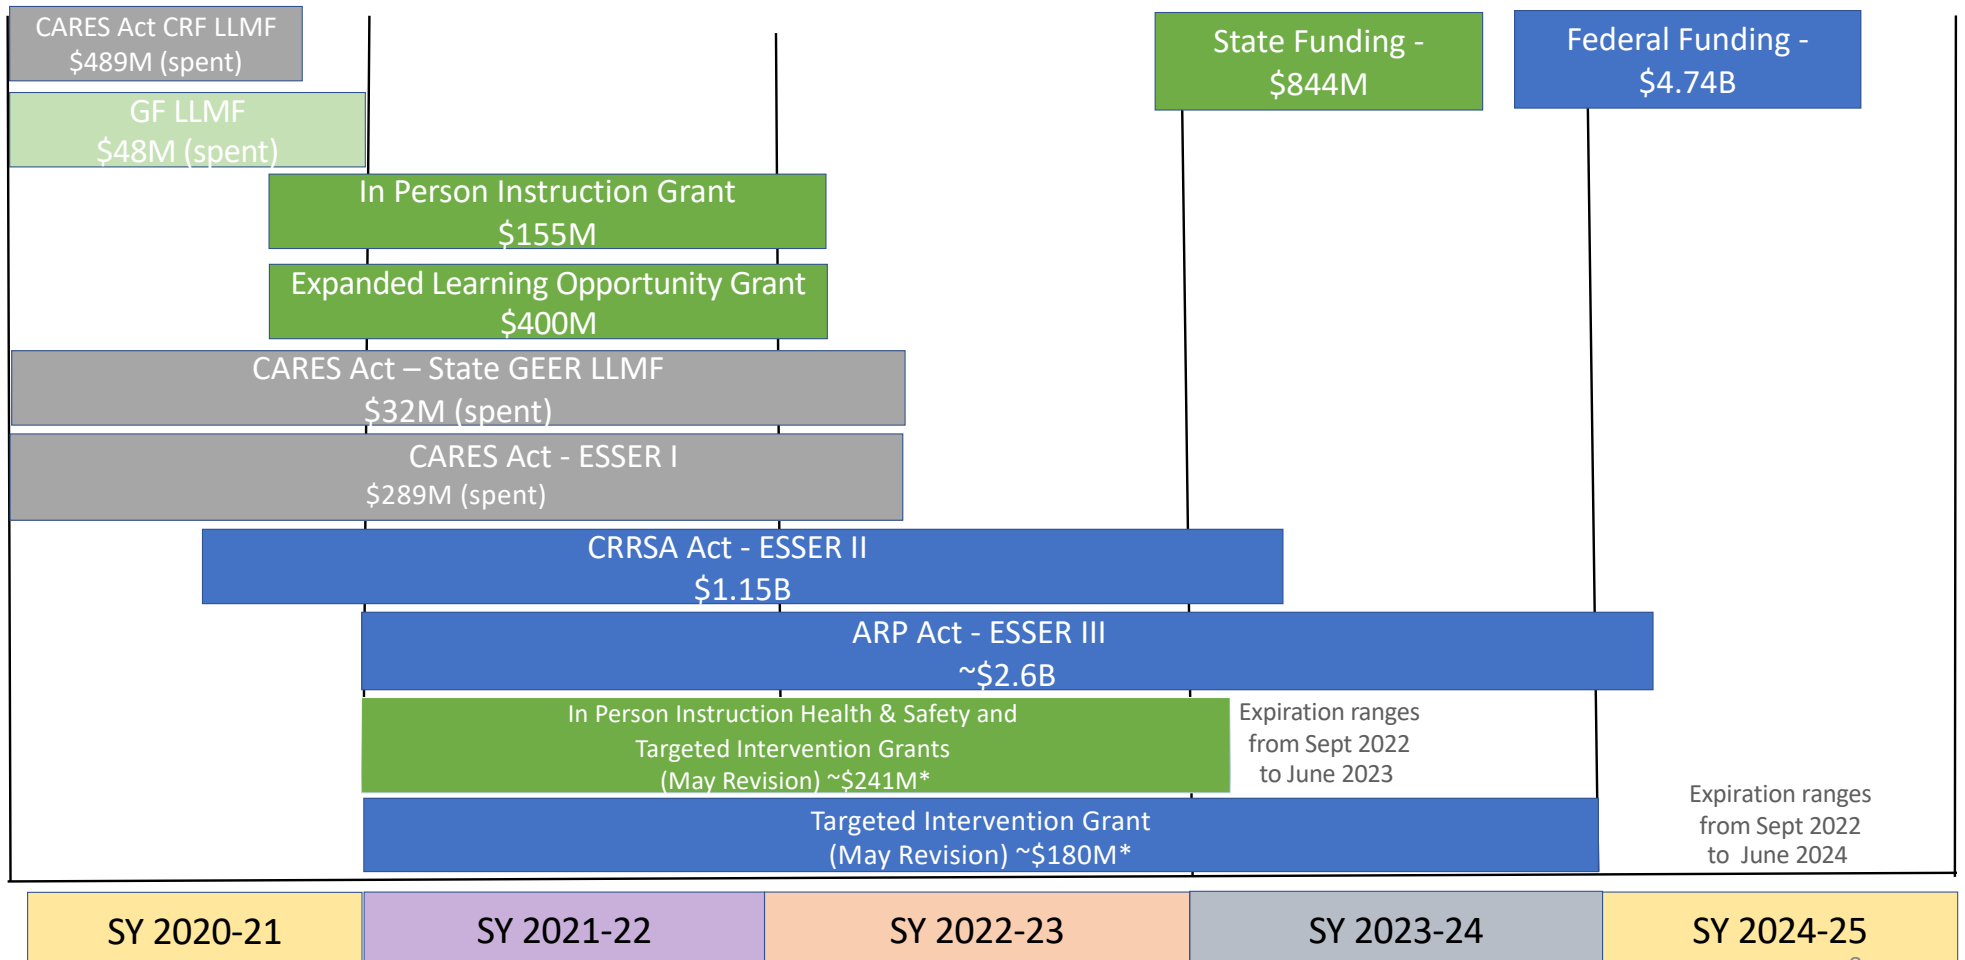 CARES Act CRF LLMF
$489M (spent)
State Funding -
$844M
Federal Funding -
$4.74B
GF LLMF
$48M (spent)
In Person Instruction Grant
$155M
Expanded Learning Opportunity Grant
$400M
CARES Act – State GEER LLMF
$32M (spent)
CARES Act - ESSER I
$289M (spent)
CRRSA Act - ESSER II
$1.15B
ARP Act - ESSER III
~$2.6B
In Person Instruction Health & Safety and
Targeted Intervention Grants
(May Revision) ~$241M*
Expiration ranges
from Sept 2022
to June 2023
Targeted Intervention Grant
(May Revision) ~$180M*
Expiration ranges
from Sept 2022
to June 2024
SY 2020-21
SY 2021-22
SY 2022-23
SY 2023-24
SY 2024-25